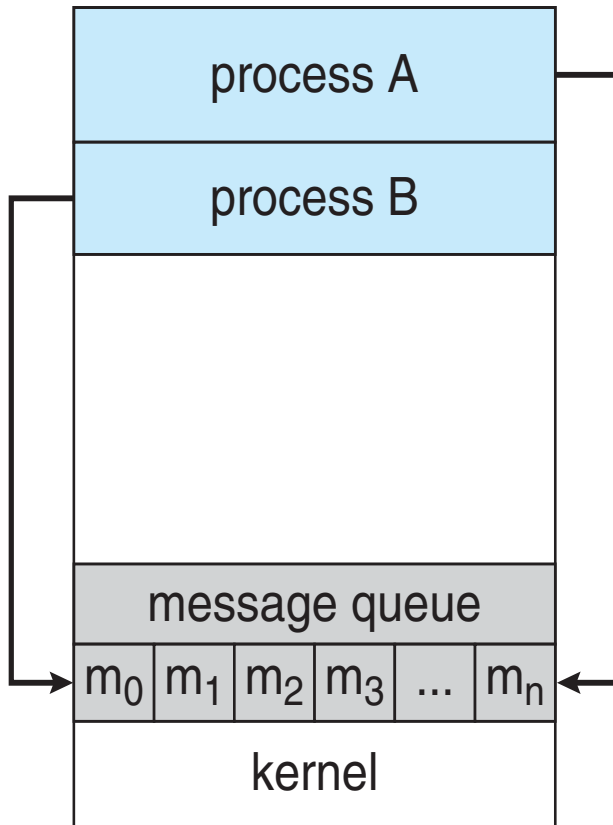 process A
process B
message queue
m₀ m₁ m₂ m₃ ... mₙ
kernel